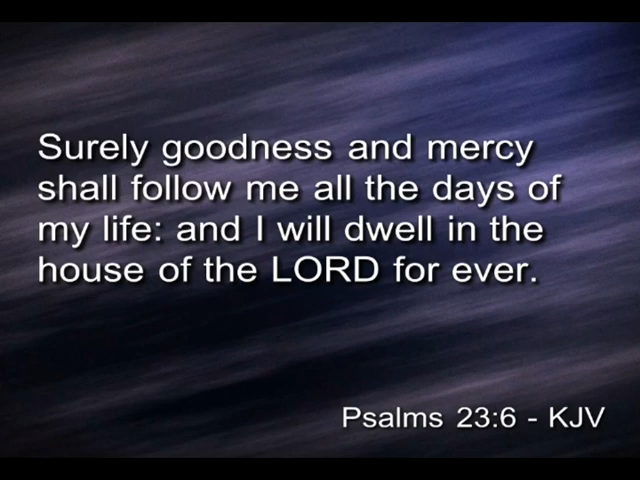 Surely goodness and mercy
shall follow me all the days of
my life: and I will dwell in the
house of the LORD for ever.
Psalms 23:6 - KJV